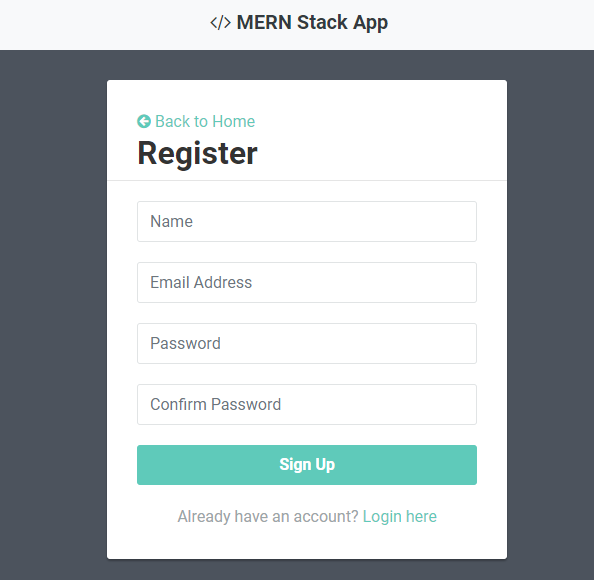 </> MERN Stack App
Back to Home
Register
Name
Email Address
Password
Confirm Password
Sign Up
Already have an account? Login here